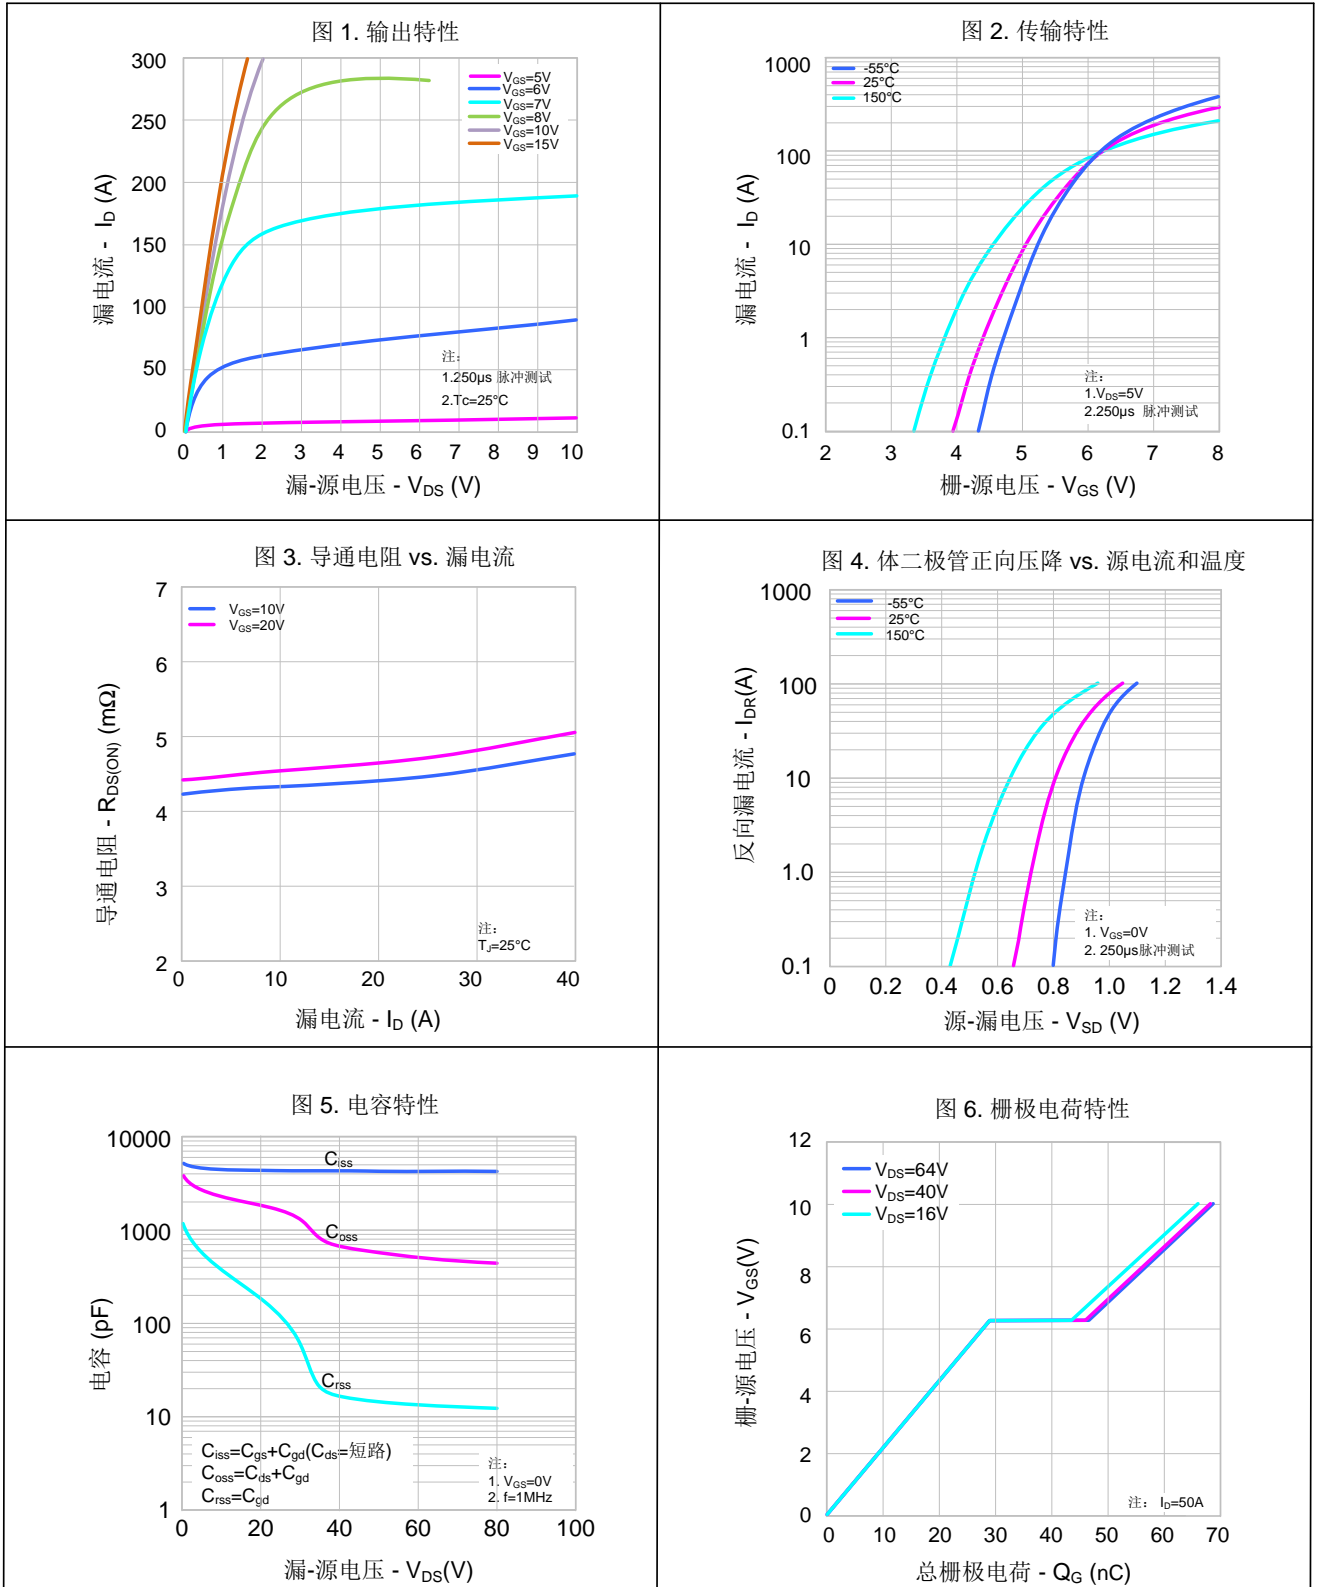 图 1. 输出特性
300
250
200
150
100
50
0
漏电流 - ID (A)
VGS=5V
VGS=6V
VGS=7V
VGS=8V
VGS=10V
VGS=15V
注:
1.250μs 脉冲测试
2.Tc=25°C
0 1 2 3 4 5 6 7 8 9 10
漏-源电压 - VDS (V)
图 2. 传输特性
1000
100
10
1
0.1
漏电流 - ID (A)
-55°C
25°C
150°C
注:
1.VDS=5V
2.250μs 脉冲测试
2 3 4 5 6 7 8
栅-源电压 - VGS (V)
图 3. 导通电阻 vs. 漏电流
7
6
5
4
3
2
导通电阻 - RDS(ON) (mΩ)
VGS=10V
VGS=20V
注:
TJ=25°C
0 10 20 30 40
漏电流 - ID (A)
图 4. 体二极管正向压降 vs. 源电流和温度
1000
100
10
1.0
0.1
反向漏电流 - IDR(A)
-55°C
25°C
150°C
注:
1. VGS=0V
2. 250μs脉冲测试
0 0.2 0.4 0.6 0.8 1.0 1.2 1.4
源-漏电压 - VSD (V)
图 5. 电容特性
10000
1000
100
10
1
电容 (pF)
Ciss
Coss
Crss
Ciss=Cgs+Cgd(Cds=短路)
Coss=Cds+Cgd
Crss=Cgd
注:
1. VGS=0V
2. f=1MHz
0 20 40 60 80 100
漏-源电压 - VDS(V)
图 6. 栅极电荷特性
12
10
8
6
4
2
0
栅-源电压 - VGS(V)
VDS=64V
VDS=40V
VDS=16V
注: ID=50A
0 10 20 30 40 50 60 70
总栅极电荷 - QG (nC)